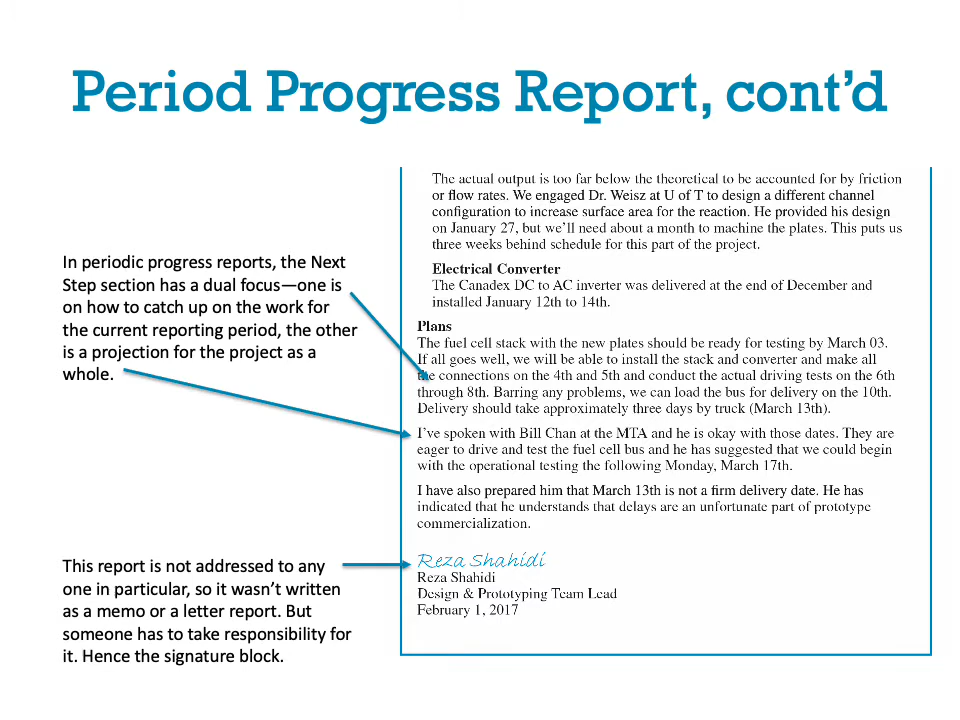 Period Progress Report, cont’d
In periodic progress reports, the Next
Step section has a dual focus—one is
on how to catch up on the work for
the current reporting period, the other
is a projection for the project as a
whole.
This report is not addressed to any
one in particular, so it wasn’t written
as a memo or a letter report. But
someone has to take responsibility for
it. Hence the signature block.
The actual output is too far below the theoretical to be accounted for by friction
or flow rates. We engaged Dr. Weisz at U of T to design a different channel
configuration to increase surface area for the reaction. He provided his design
on January 27, but we’ll need about a month to machine the plates. This puts us
three weeks behind schedule for this part of the project.
Electrical Converter
The Canadex DC to AC inverter was delivered at the end of December and
installed January 12th to 14th.
Plans
The fuel cell stack with the new plates should be ready for testing by March 03.
If all goes well, we will be able to install the stack and converter and make all
the connections on the 4th and 5th and conduct the actual driving tests on the 6th
through 8th. Barring any problems, we can load the bus for delivery on the 10th.
Delivery should take approximately three days by truck (March 13th).
I’ve spoken with Bill Chan at the MTA and he is okay with those dates. They are
eager to drive and test the fuel cell bus and he has suggested that we could begin
with the operational testing the following Monday, March 17th.
I have also prepared him that March 13th is not a firm delivery date. He has
indicated that he understands that delays are an unfortunate part of prototype
commercialization.
Reza Shahidi
Reza Shahidi
Design & Prototyping Team Lead
February 1, 2017